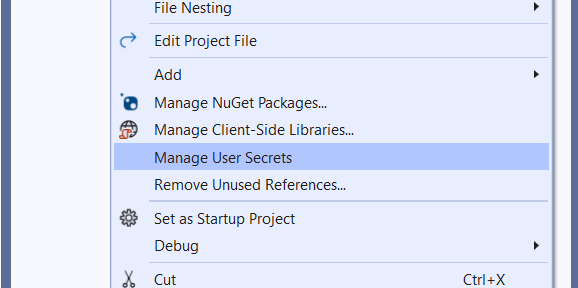 File Nesting
Edit Project File
Add
Manage NuGet Packages...
Manage Client-Side Libraries...
Manage User Secrets
Remove Unused References...
Set as Startup Project
Debug
Cut Ctrl+X